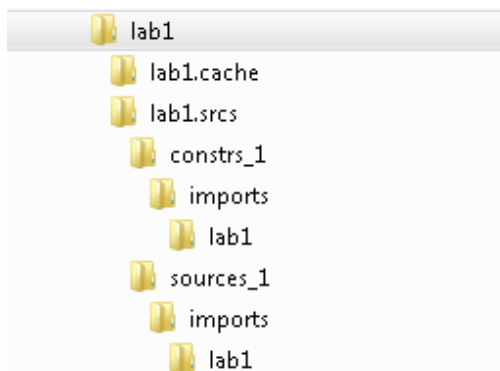 lab1
lab1.cache
lab1.srcs
constrs_1
imports
lab1
sources_1
imports
lab1